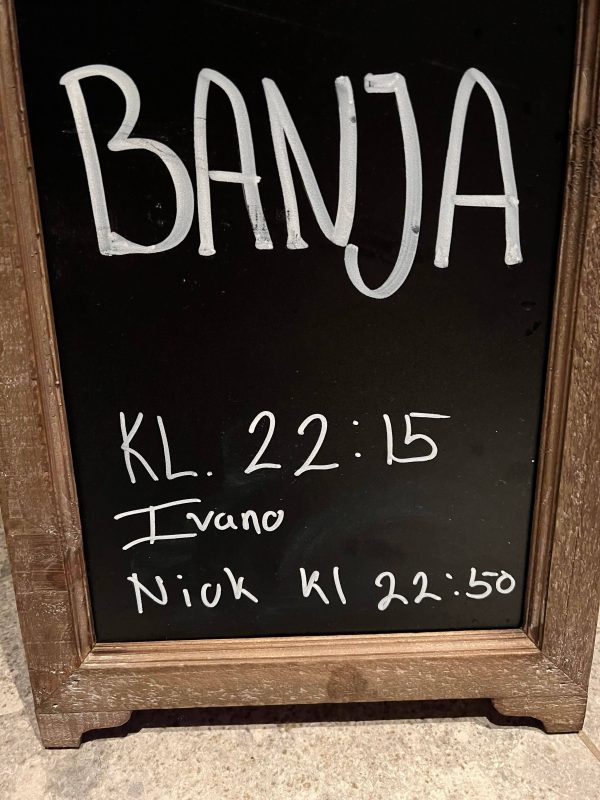 BANJA
KL. 22:15
Ivano
Nick Kl 22:50